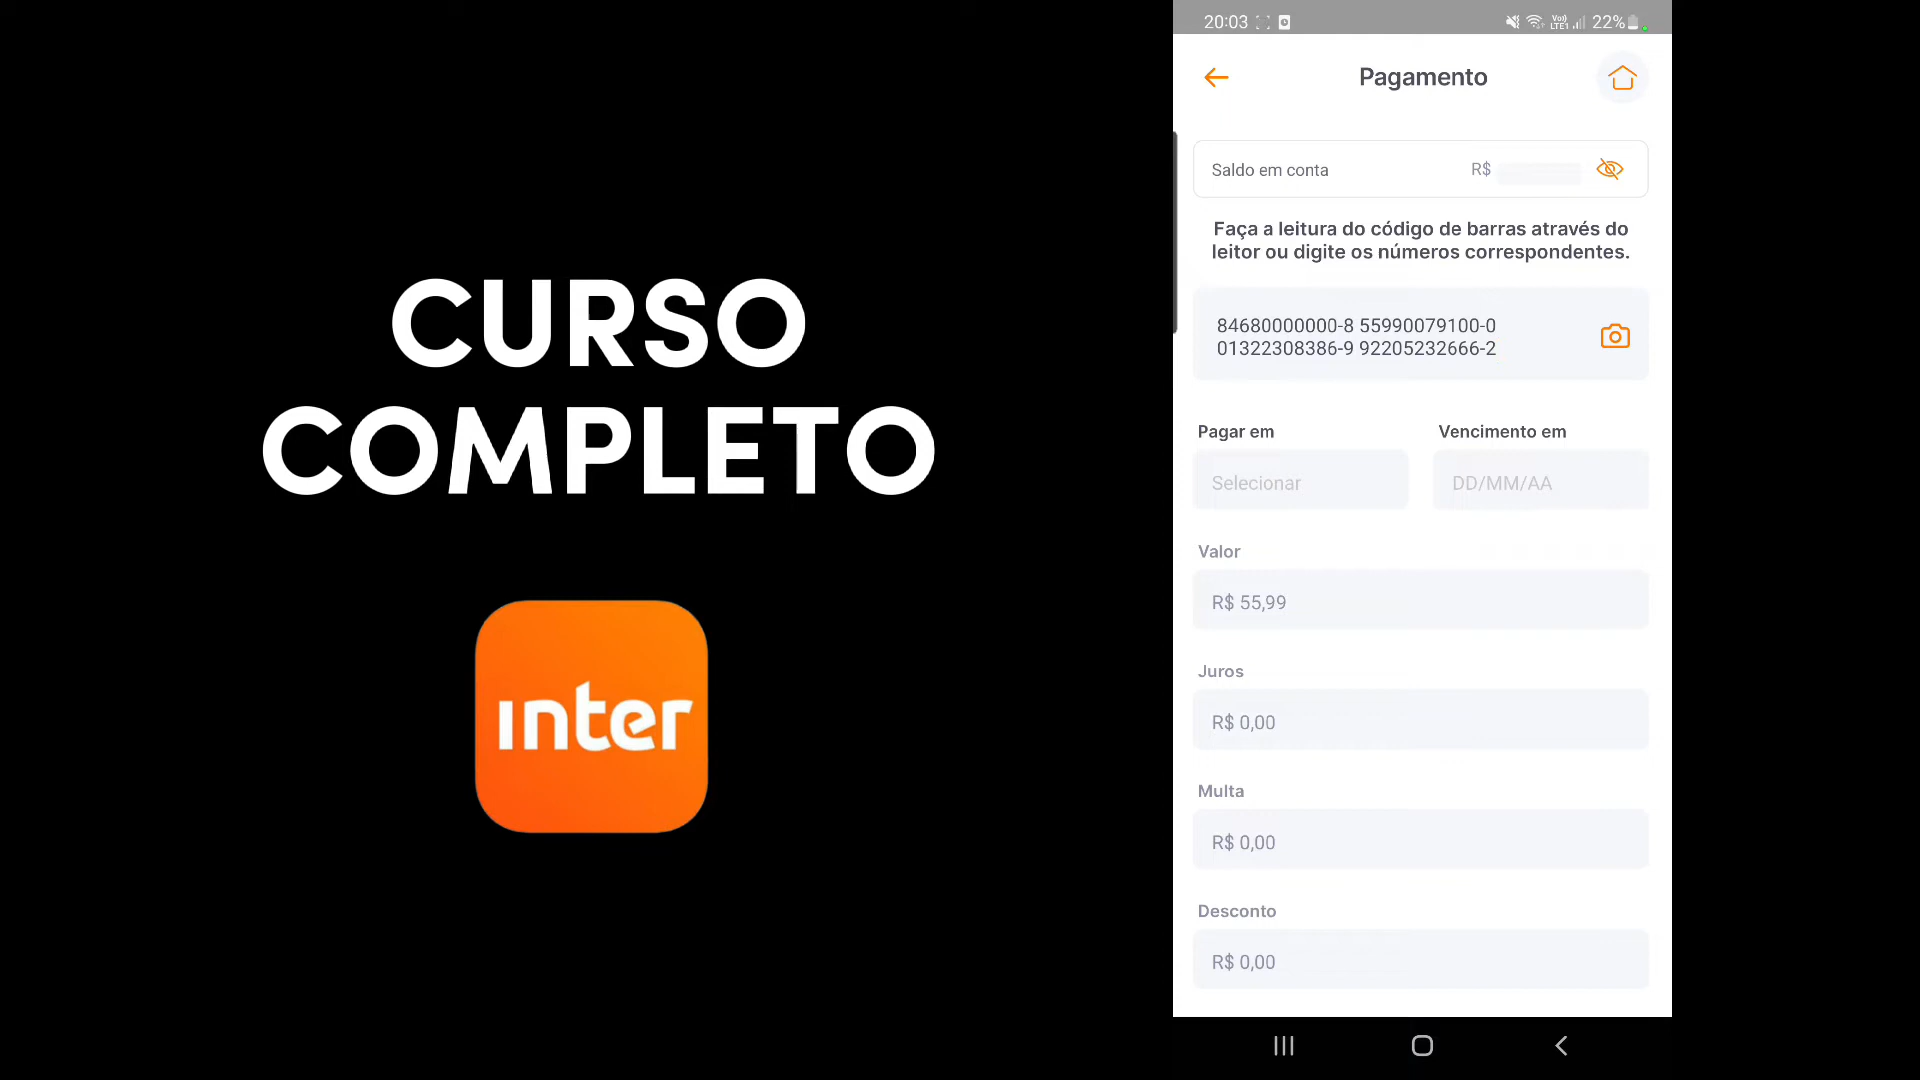 CURSO
COMPLETO
inter
20:03
Vo)) LTE1 22%
Pagamento
Saldo em conta R$
Faça a leitura do código de barras através do
leitor ou digite os números correspondentes.
84680000000-8 55990079100-0
01322308386-9 92205232666-2
Pagar em Vencimento em
Selecionar DD/MM/AA
Valor
R$ 55,99
Juros
R$ 0,00
Multa
R$ 0,00
Desconto
R$ 0,00